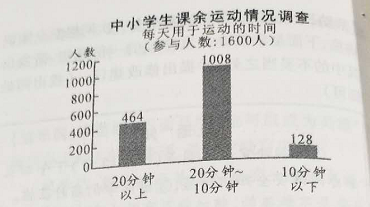 中小学生课余运动情况调查
每天用于运动的时间
(参与人数:1600人)
人数
1200
1000
800
600
400
200
0
464
1008
128
20分钟
以上
20分钟~
10分钟
10分钟
以下